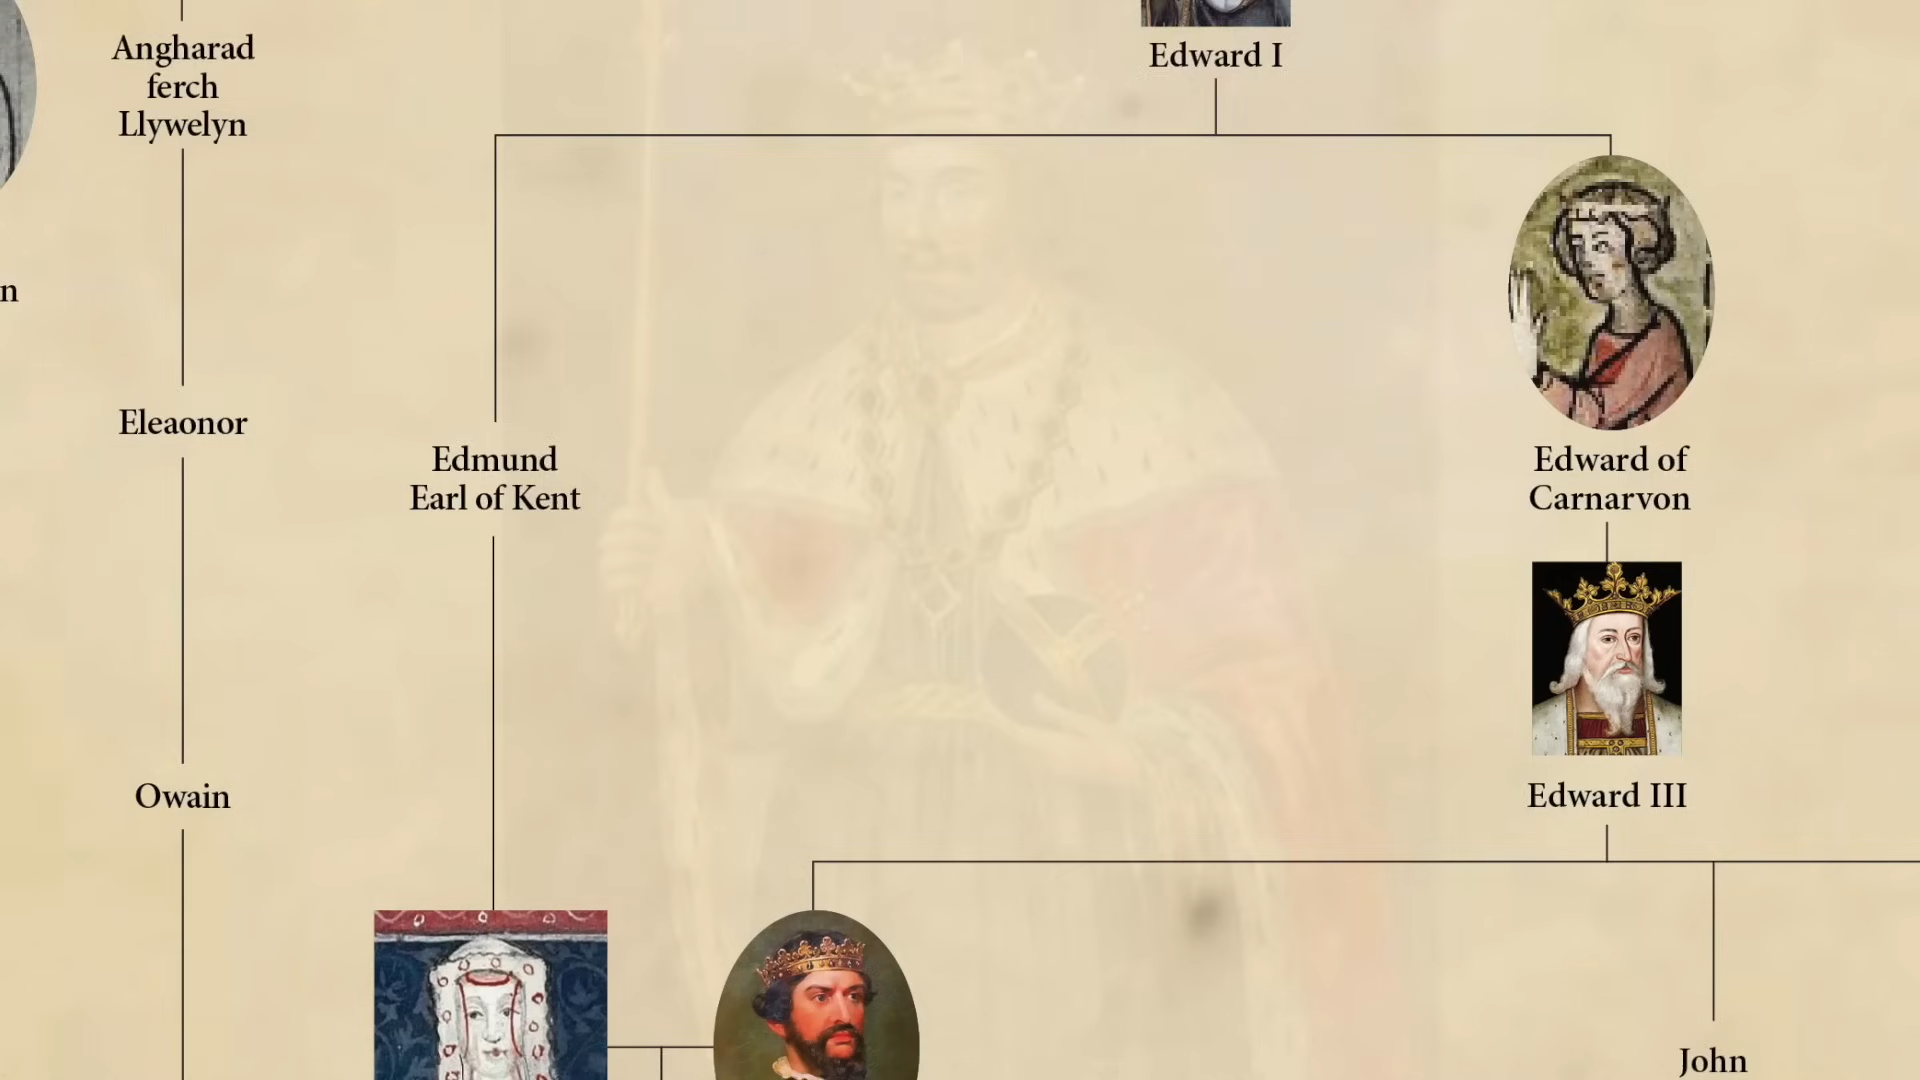 Angharad
ferch
Llywelyn
Edward I
n
Eleaonor
Edmund
Earl of Kent
Edward of
Carnarvon
Owain
Edward III
John